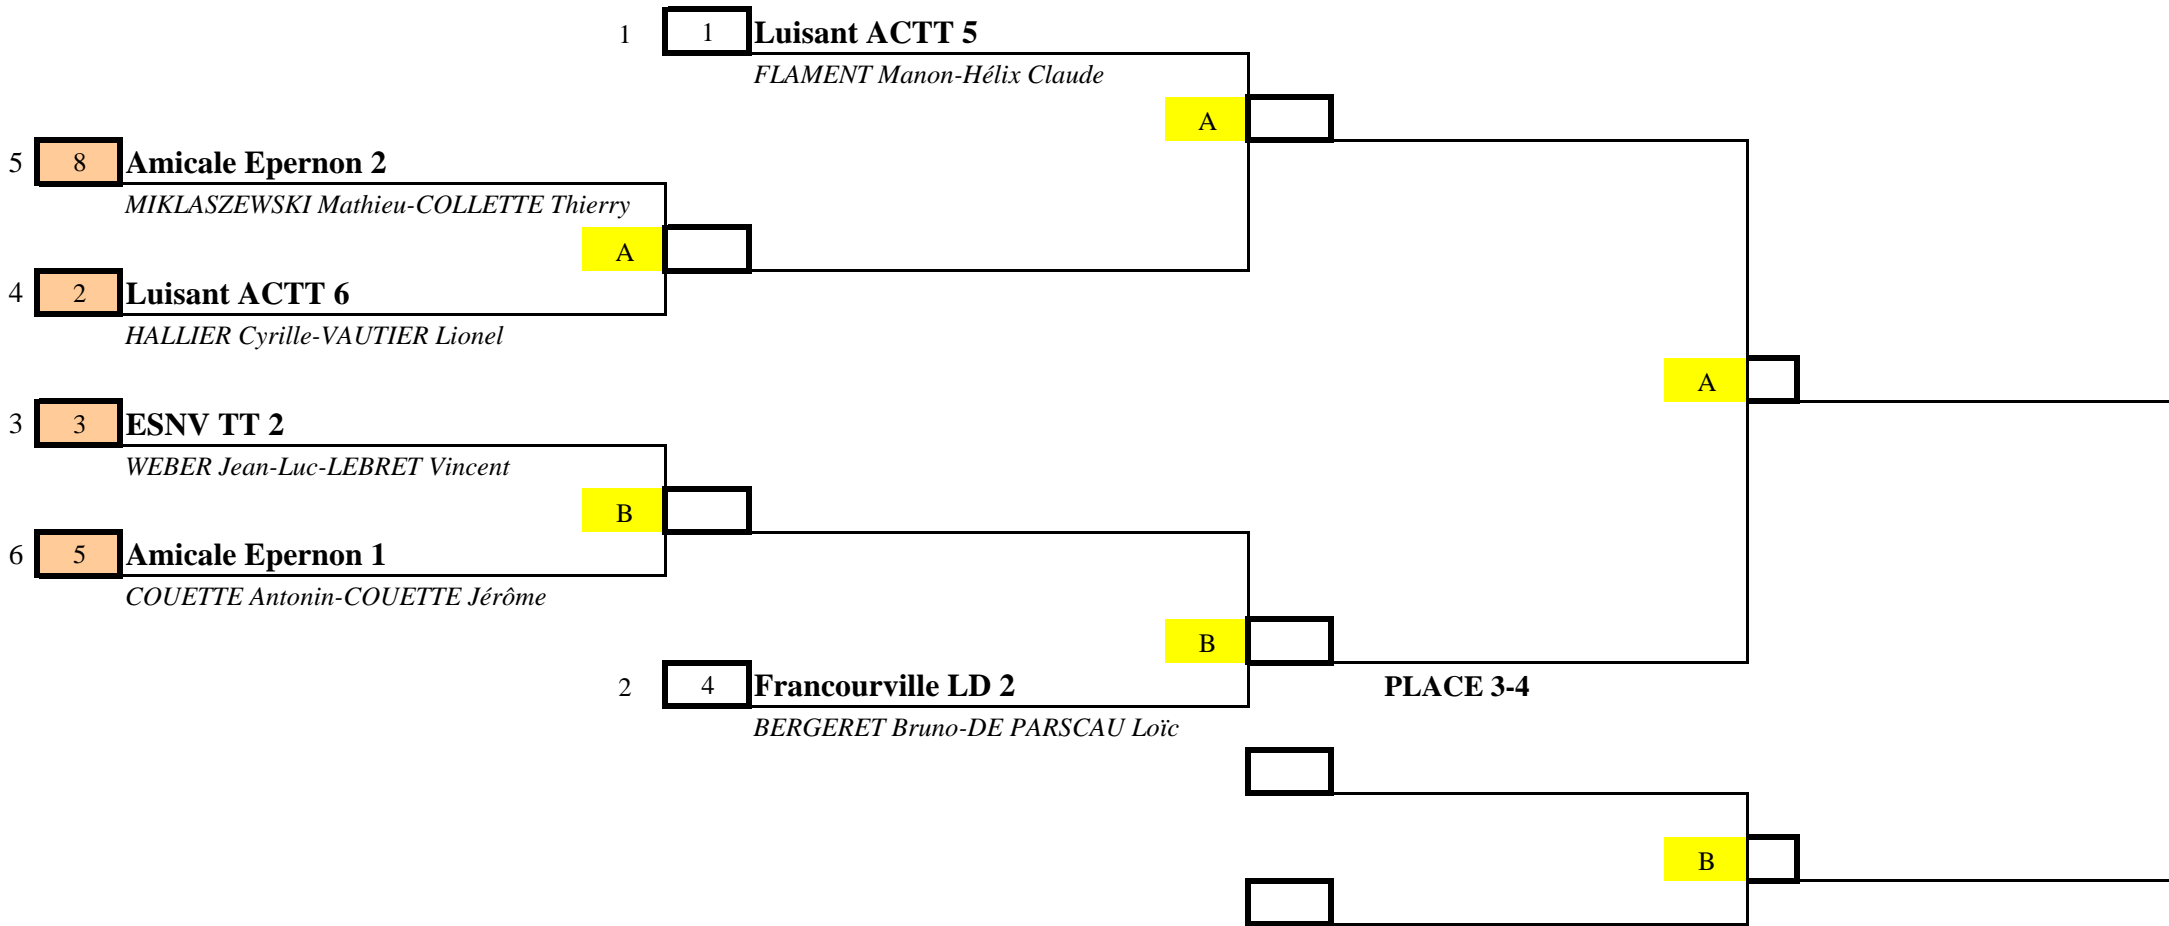 1 1 Luisant ACTT 5
FLAMENT Manon-Hélix Claude
A
5 8 Amicale Epernon 2
MIKLASZEWSKI Mathieu-COLLETTE Thierry
A
4 2 Luisant ACTT 6
HALLIER Cyrille-VAUTIER Lionel
A
3 3 ESNV TT 2
WEBER Jean-Luc-LEBRET Vincent
B
6 5 Amicale Epernon 1
COUETTE Antonin-COUETTE Jérôme
B
2 4 Francourville LD 2 PLACE 3-4
BERGERET Bruno-DE PARSCAU Loïc
B